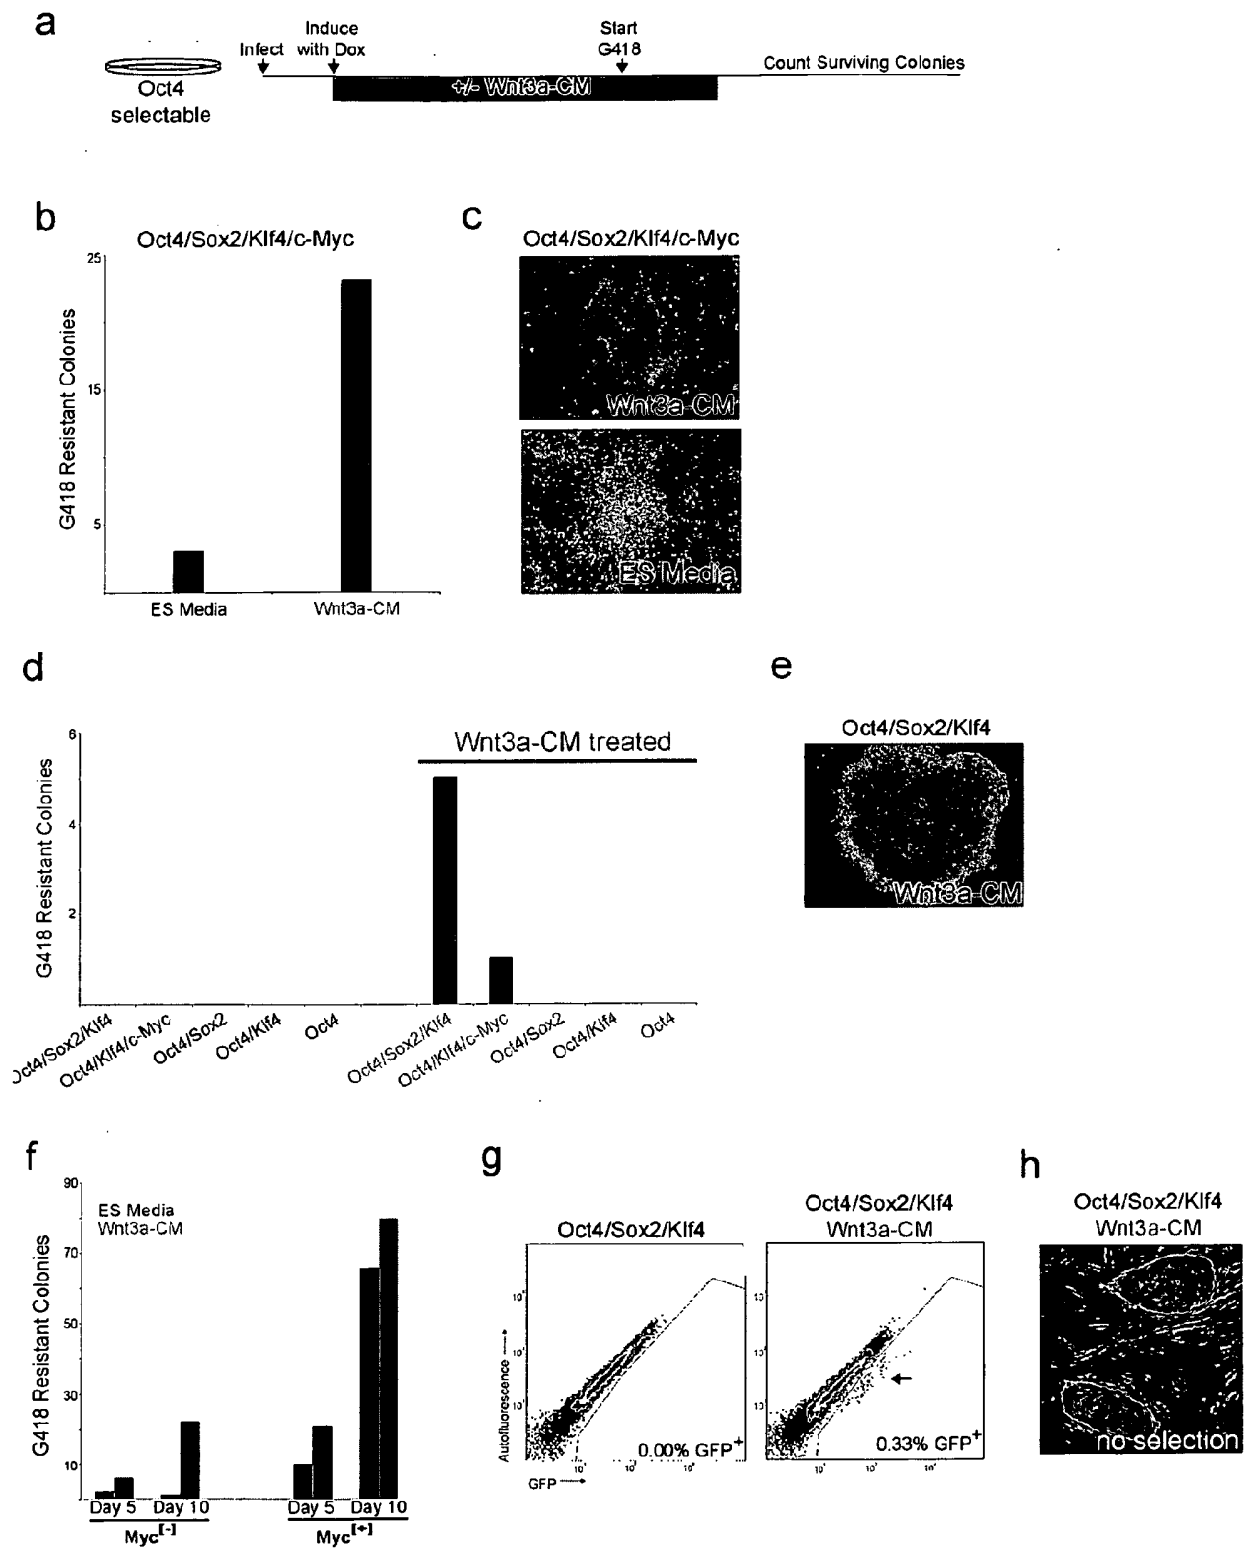 a
Infect
Induce
with Dox
Start
G418
Count Surviving Colonies
+/- Wnt3a-CM
Oct4
selectable
b
Oct4/Sox2/Klf4/c-Myc
G418 Resistant Colonies
25
15
5
ES Media
Wnt3a-CM
c
Oct4/Sox2/Klf4/c-Myc
Wnt3a-CM
ES Media
d
Wnt3a-CM treated
G418 Resistant Colonies
6
4
2
Oct4/Sox2/Klf4
Oct4/Klf4/c-Myc
Oct4/Sox2
Oct4/Klf4
Oct4
Oct4/Sox2/Klf4
Oct4/Klf4/c-Myc
Oct4/Sox2
Oct4/Klf4
Oct4
e
Oct4/Sox2/Klf4
Wnt3a-CM
f
G418 Resistant Colonies
90
70
50
30
10
ES Media
Wnt3a-CM
Day 5
Day 10
Day 5
Day 10
Myc[-]
Myc[+]
g
Oct4/Sox2/Klf4
Autofluorescence
0.00% GFP+
GFP
Oct4/Sox2/Klf4
Wnt3a-CM
0.33% GFP+
h
Oct4/Sox2/Klf4
Wnt3a-CM
no selection